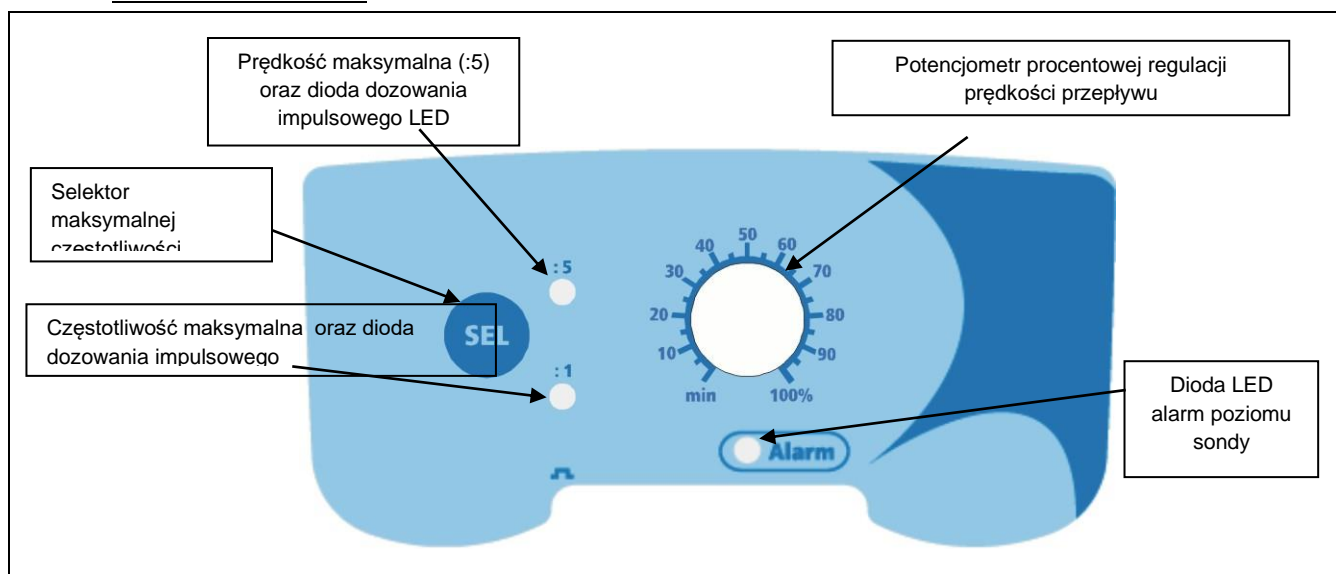 Prędkość maksymalna (:5)
oraz dioda dozowania
impulsowego LED
Potencjometr procentowej regulacji
prędkości przepływu
Selektor
maksymalnej
częstotliwości
Częstotliwość maksymalna oraz dioda
dozowania impulsowego
SEL
: 5
: 1
min
10
20
30
40
50
60
70
80
90
100%
Alarm
Dioda LED
alarm poziomu
sondy